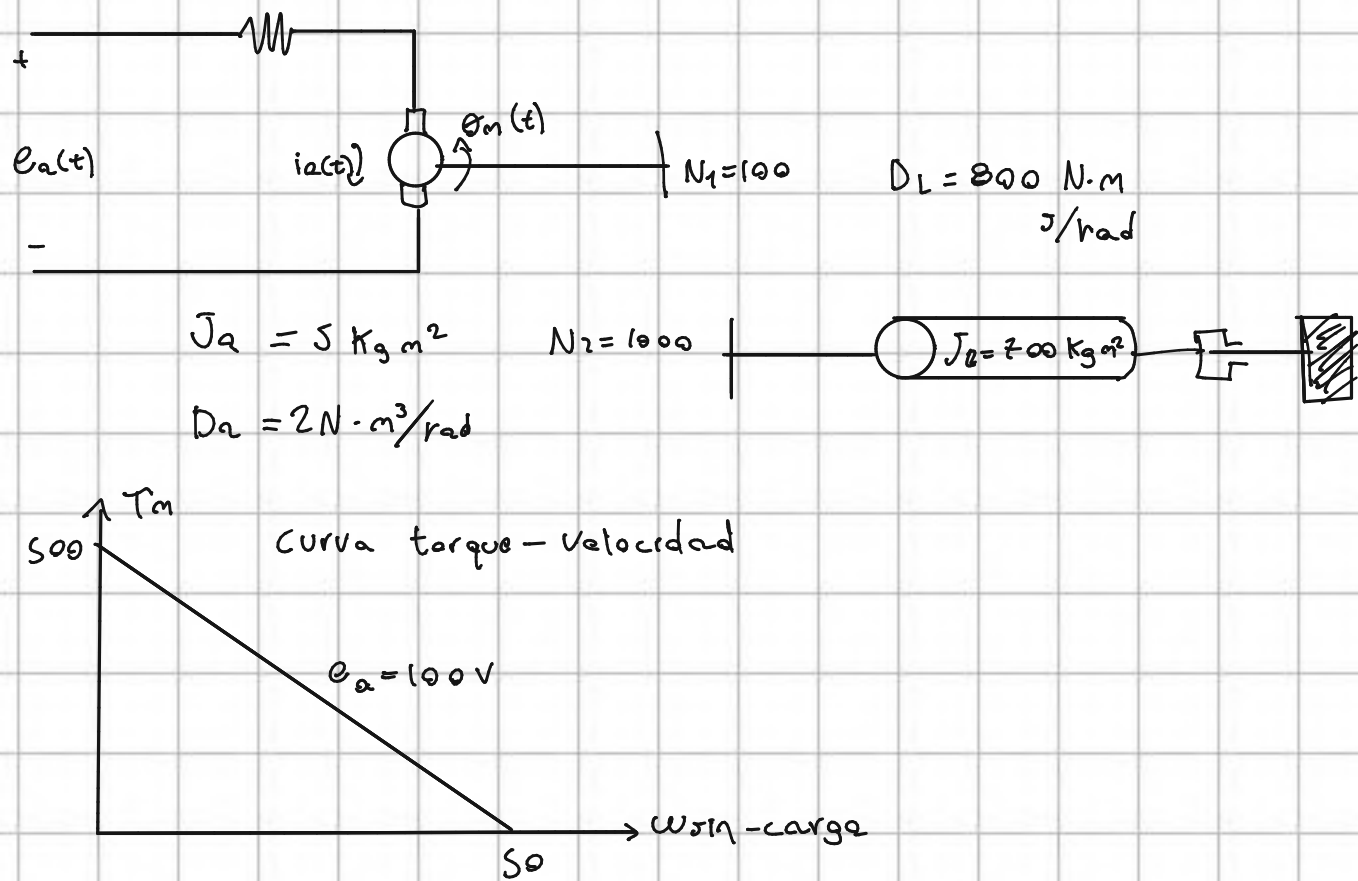 +
θm(t)
ea(t)
ia(t)
N1=100
DL = 800 N·m
s/rad
-
Ja = 5 Kg m²
N2 = 1000
JL = 700 Kg m²
Da = 2 N·m³/rad
Tm
500
curva torque - velocidad
ea = 100 V
ωsin-carga
50